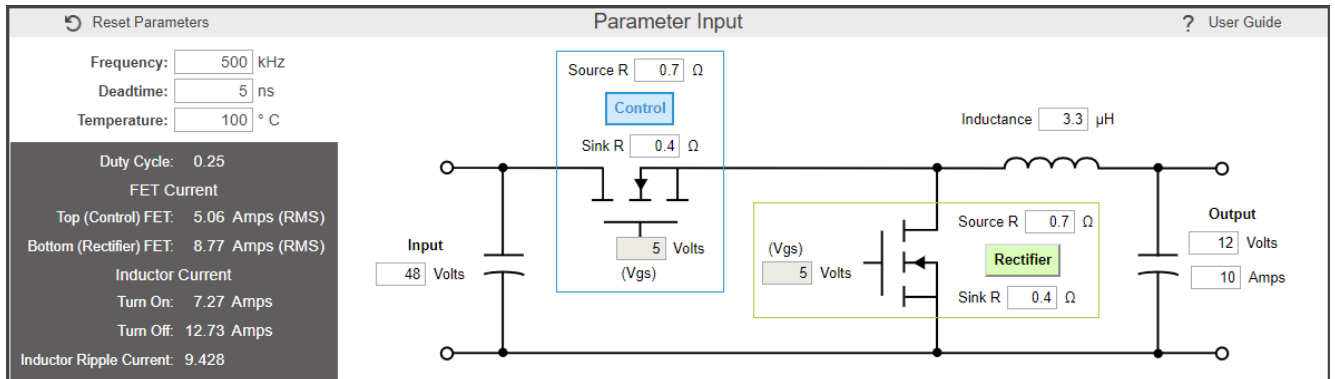 Reset Parameters
Parameter Input
? User Guide
Frequency: 500 kHz
Deadtime: 5 ns
Temperature: 100 ° C
Duty Cycle: 0.25
FET Current
Top (Control) FET: 5.06 Amps (RMS)
Bottom (Rectifier) FET: 8.77 Amps (RMS)
Inductor Current
Turn On: 7.27 Amps
Turn Off: 12.73 Amps
Inductor Ripple Current: 9.428
Source R 0.7 Ω
Control
Sink R 0.4 Ω
5 Volts
(Vgs)
Input
48 Volts
Inductance 3.3 μH
(Vgs)
5 Volts
Source R 0.7 Ω
Rectifier
Sink R 0.4 Ω
Output
12 Volts
10 Amps